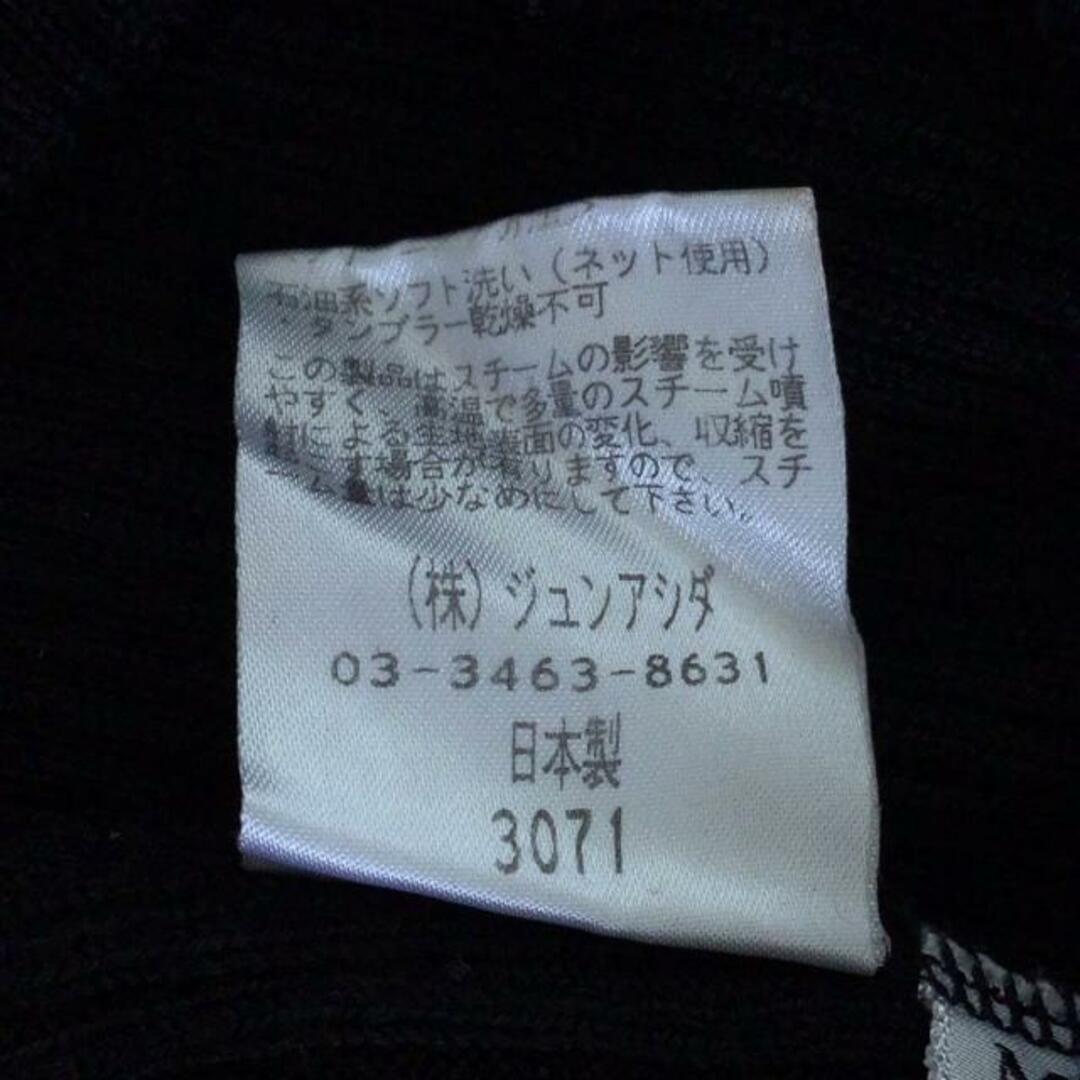 石油系ソフト洗い(ネット使用)
・タンブラー乾燥不可
この製品はスチームの影響を受け
やすく、高温で多量のスチーム噴
射による生地表面の変化、収縮を
こす場合が有りますので、スチ
ーム量は少なめにして下さい。
(株)ジュンアシダ
03-3463-8631
日本製
3071